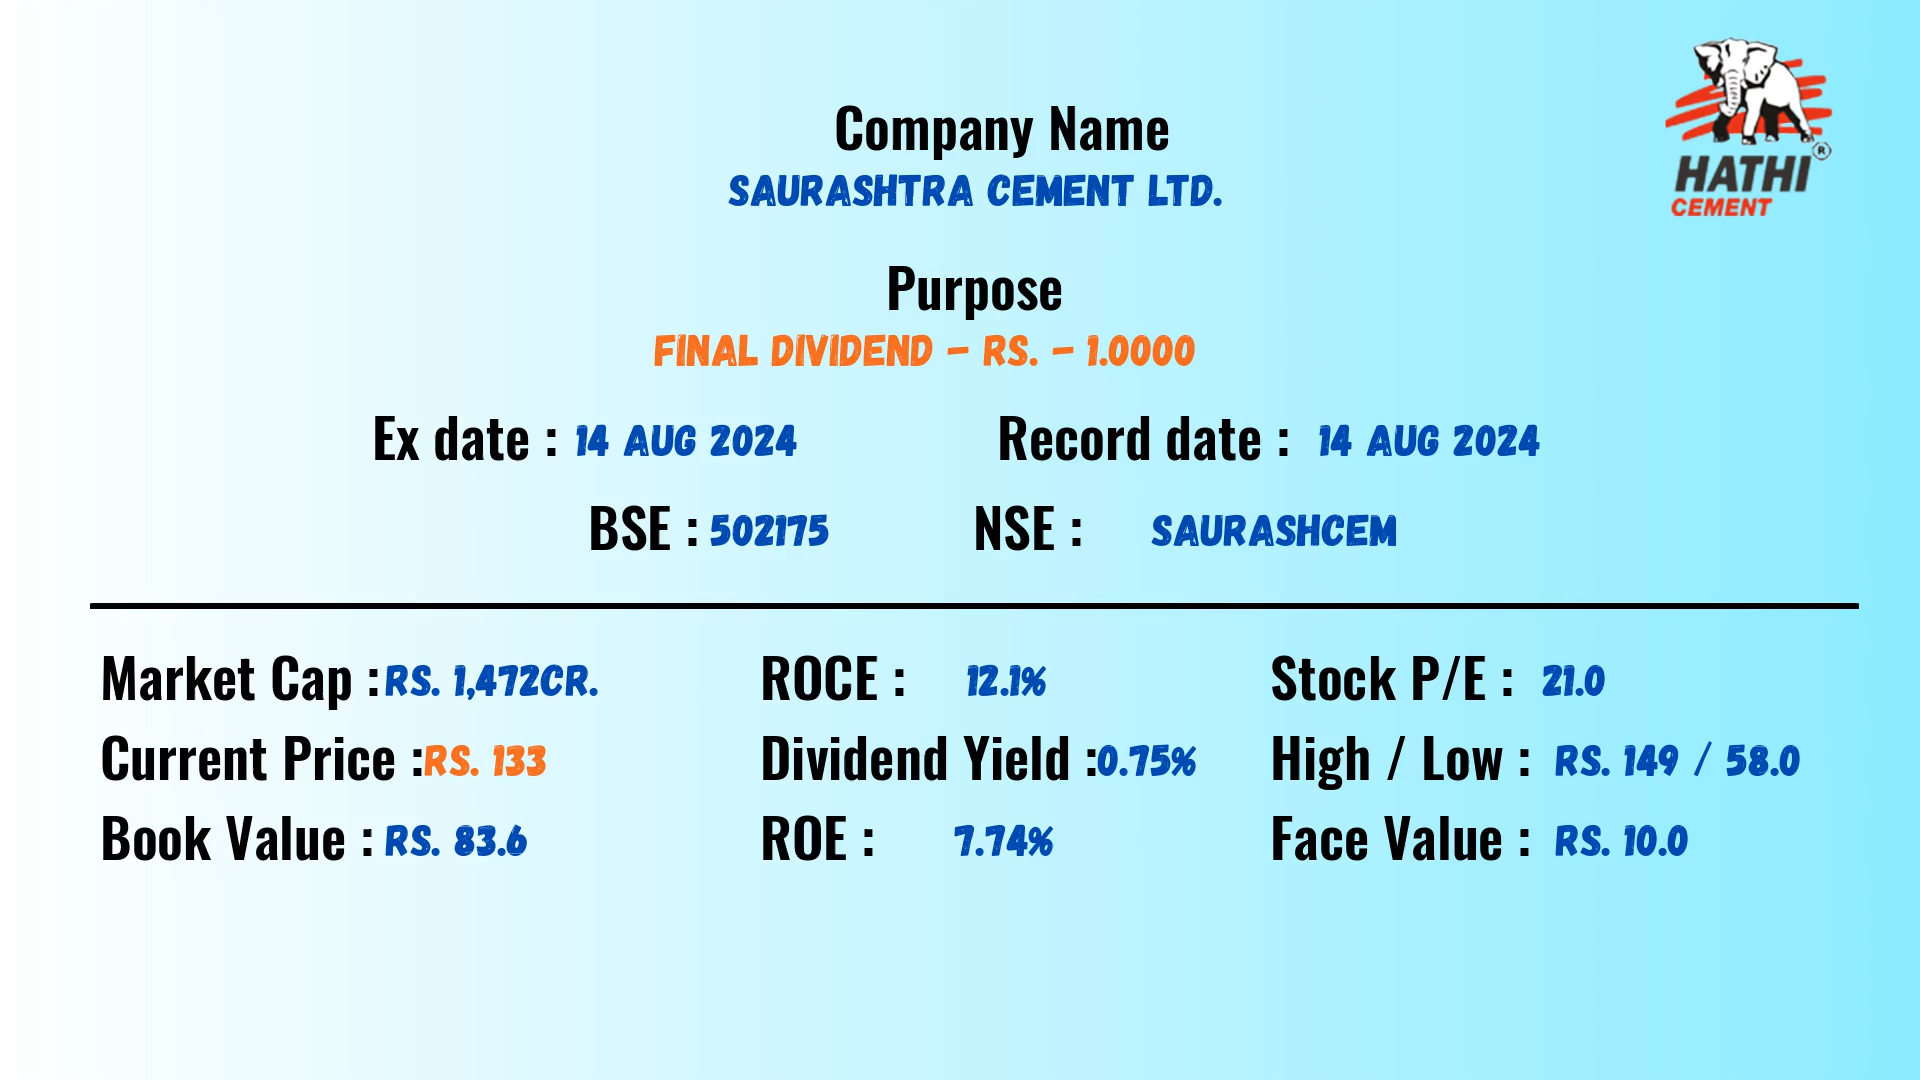 HATHI®
CEMENT
Company Name
SAURASHTRA CEMENT LTD.
Purpose
FINAL DIVIDEND - RS. - 1.0000
Ex date : 14 AUG 2024 Record date : 14 AUG 2024
BSE : 502175 NSE : SAURASHCEM
Market Cap : RS. 1,472CR. ROCE : 12.1% Stock P/E : 21.0
Current Price : RS. 133 Dividend Yield : 0.75% High / Low : RS. 149 / 58.0
Book Value : RS. 83.6 ROE : 7.74% Face Value : RS. 10.0